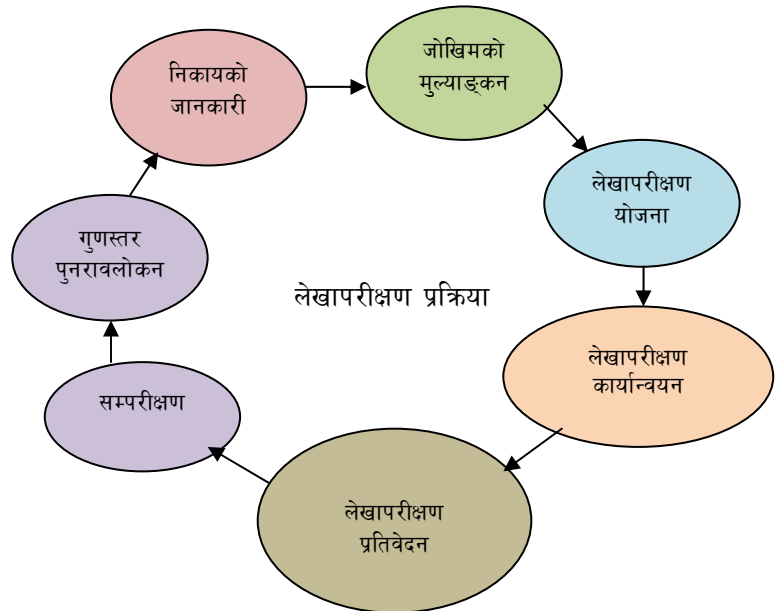 निकायको
जानकारी
जोखिमको
मुल्याङ्कन
लेखापरीक्षण
योजना
लेखापरीक्षण
कार्यान्वयन
लेखापरीक्षण
प्रतिवेदन
सम्परीक्षण
गुणस्तर
पुनरावलोकन
लेखापरीक्षण प्रक्रिया